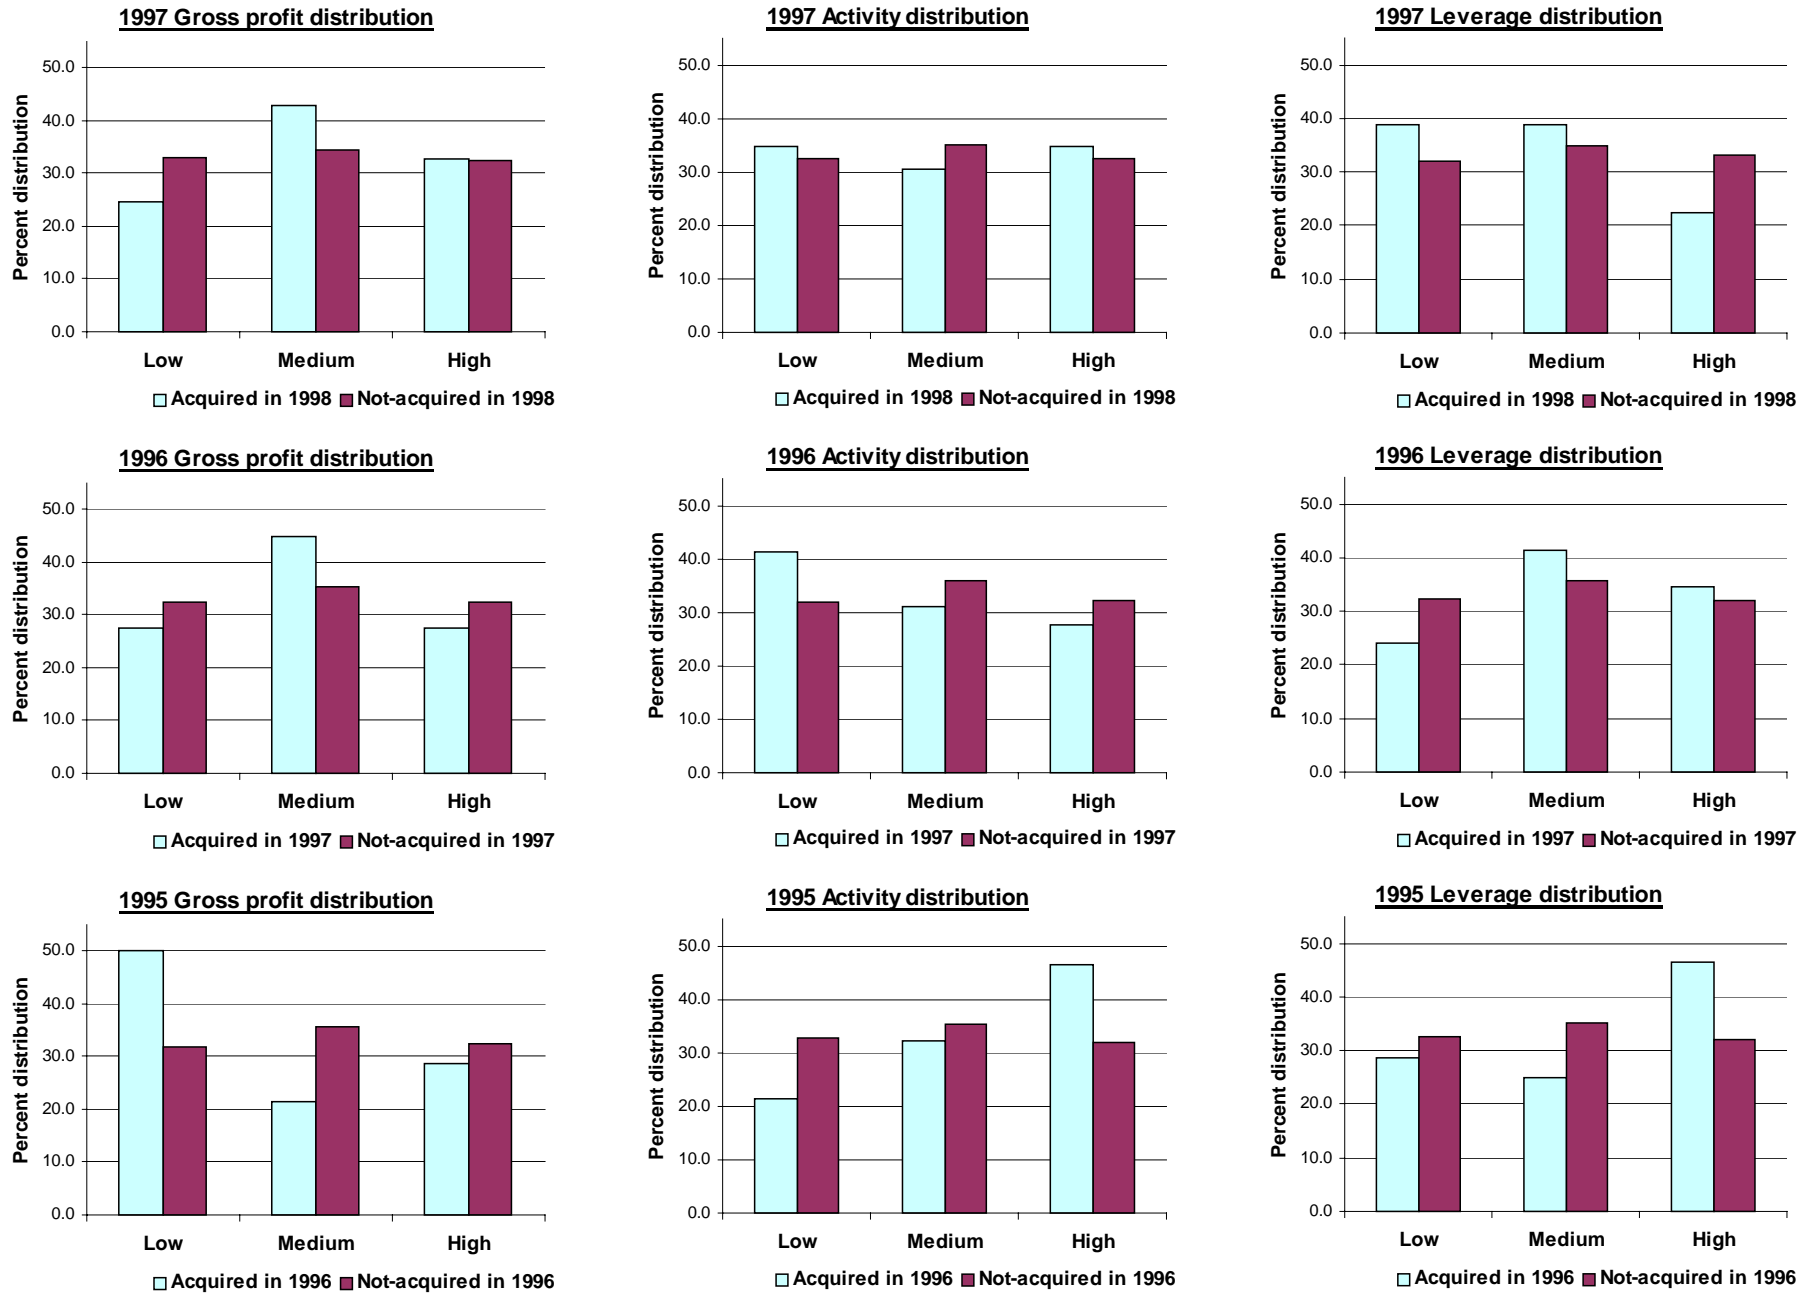 1997 Gross profit distribution
Percent distribution
50.0
40.0
30.0
20.0
10.0
0.0
Low Medium High
Acquired in 1998 Not-acquired in 1998
1997 Activity distribution
Percent distribution
50.0
40.0
30.0
20.0
10.0
0.0
Low Medium High
Acquired in 1998 Not-acquired in 1998
1997 Leverage distribution
Percent distribution
50.0
40.0
30.0
20.0
10.0
0.0
Low Medium High
Acquired in 1998 Not-acquired in 1998
1996 Gross profit distribution
Percent distribution
50.0
40.0
30.0
20.0
10.0
0.0
Low Medium High
Acquired in 1997 Not-acquired in 1997
1996 Activity distribution
Percent distribution
50.0
40.0
30.0
20.0
10.0
0.0
Low Medium High
Acquired in 1997 Not-acquired in 1997
1996 Leverage distribution
Percent distribution
50.0
40.0
30.0
20.0
10.0
0.0
Low Medium High
Acquired in 1997 Not-acquired in 1997
1995 Gross profit distribution
Percent distribution
50.0
40.0
30.0
20.0
10.0
0.0
Low Medium High
Acquired in 1996 Not-acquired in 1996
1995 Activity distribution
Percent distribution
50.0
40.0
30.0
20.0
10.0
0.0
Low Medium High
Acquired in 1996 Not-acquired in 1996
1995 Leverage distribution
Percent distribution
50.0
40.0
30.0
20.0
10.0
0.0
Low Medium High
Acquired in 1996 Not-acquired in 1996